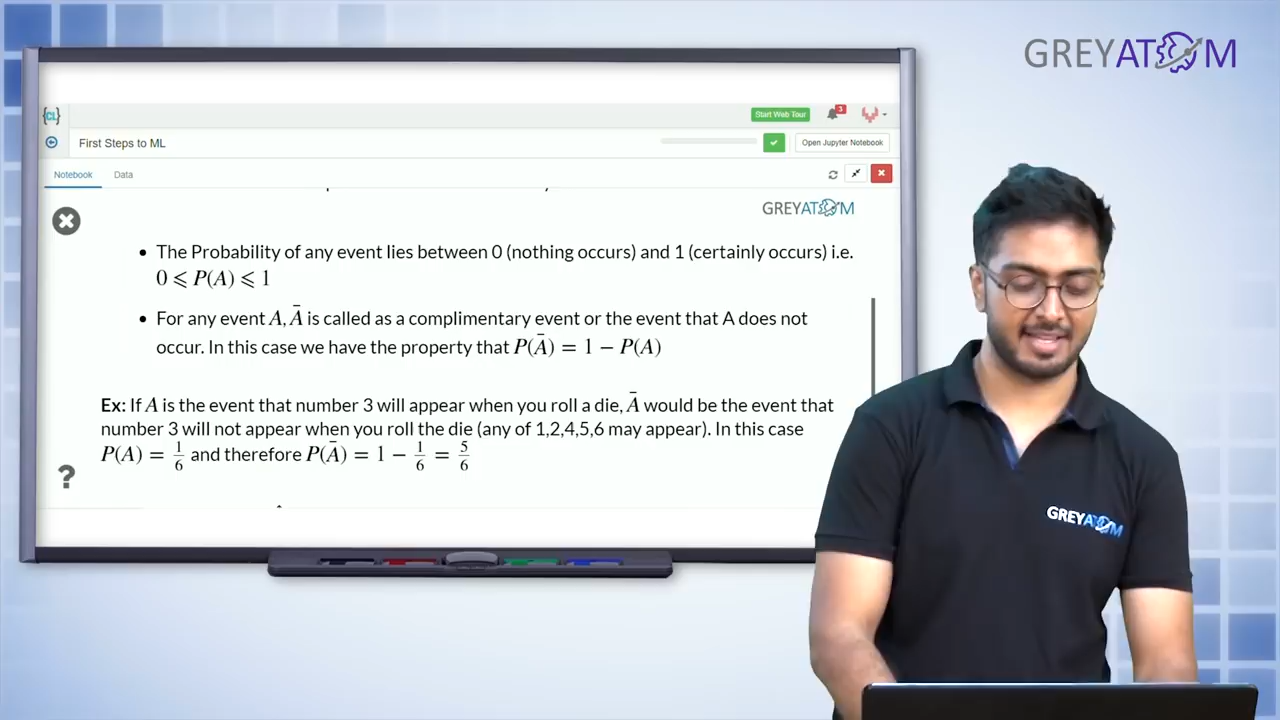 GREYATOM
{CL}
Start Web Tour
3
First Steps to ML
Open Jupyter Notebook
Notebook
Data
GREYATOM
• The Probability of any event lies between 0 (nothing occurs) and 1 (certainly occurs) i.e.
0 ⩽ P(A) ⩽ 1
• For any event A, Ā is called as a complimentary event or the event that A does not
occur. In this case we have the property that P(Ā) = 1 − P(A)
Ex: If A is the event that number 3 will appear when you roll a die, Ā would be the event that
number 3 will not appear when you roll the die (any of 1,2,4,5,6 may appear). In this case
P(A) = 1/6 and therefore P(Ā) = 1 − 1/6 = 5/6
?
GREYATOM